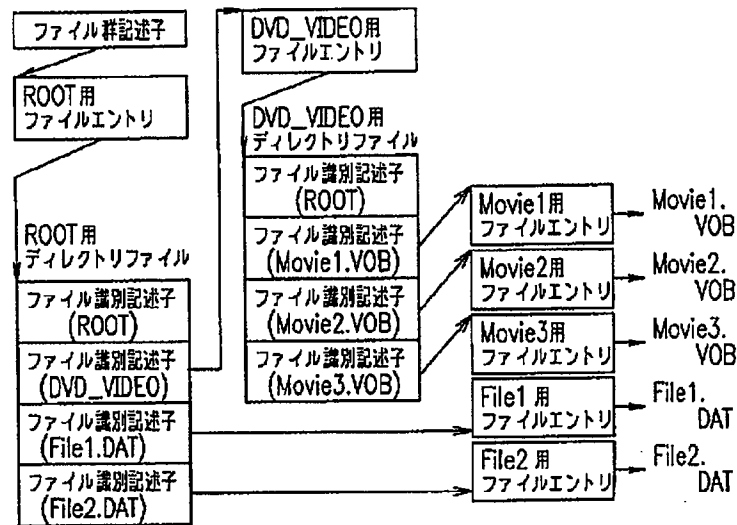 ファイル群記述子
ROOT用
ファイルエントリ
ROOT用
ディレクトリファイル
ファイル識別記述子
(ROOT)
ファイル識別記述子
(DVD_VIDEO)
ファイル識別記述子
(File1.DAT)
ファイル識別記述子
(File2.DAT)
DVD_VIDEO用
ファイルエントリ
DVD_VIDEO用
ディレクトリファイル
ファイル識別記述子
(ROOT)
ファイル識別記述子
(Movie1.VOB)
ファイル識別記述子
(Movie2.VOB)
ファイル識別記述子
(Movie3.VOB)
Movie1用
ファイルエントリ
Movie1.
VOB
Movie2用
ファイルエントリ
Movie2.
VOB
Movie3用
ファイルエントリ
Movie3.
VOB
File1用
ファイルエントリ
File1.
DAT
File2用
ファイルエントリ
File2.
DAT